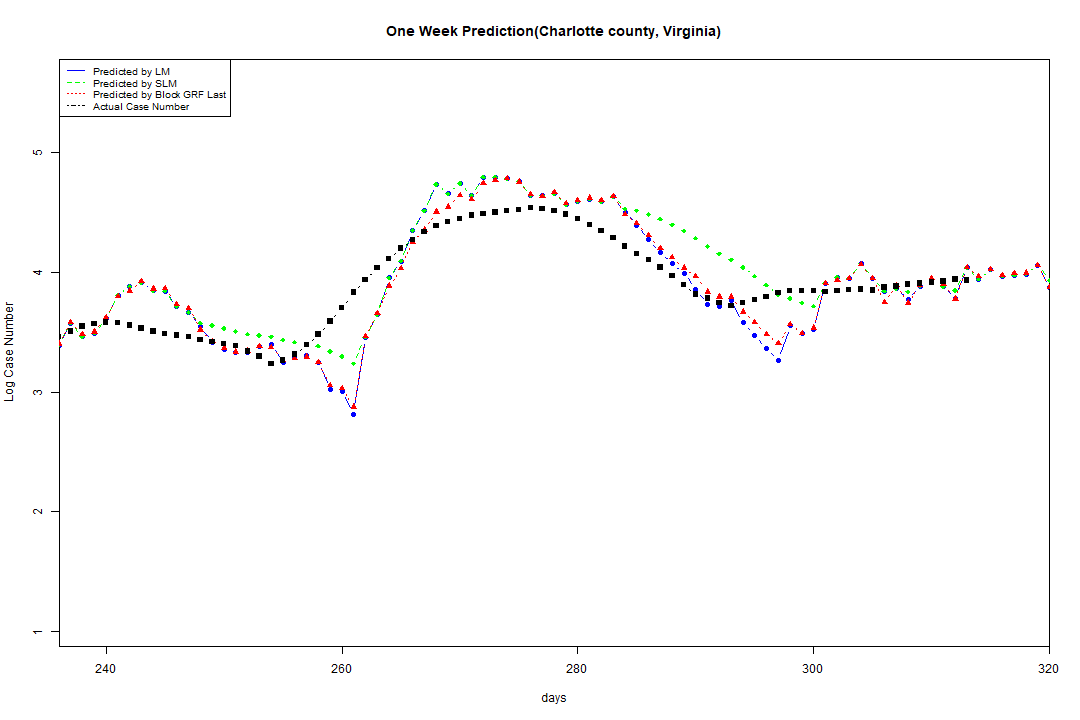 One Week Prediction(Charlotte county, Virginia)
Predicted by LM
Predicted by SLM
Predicted by Block GRF Last
Actual Case Number
5
4
3
2
1
Log Case Number
240 260 280 300 320
days